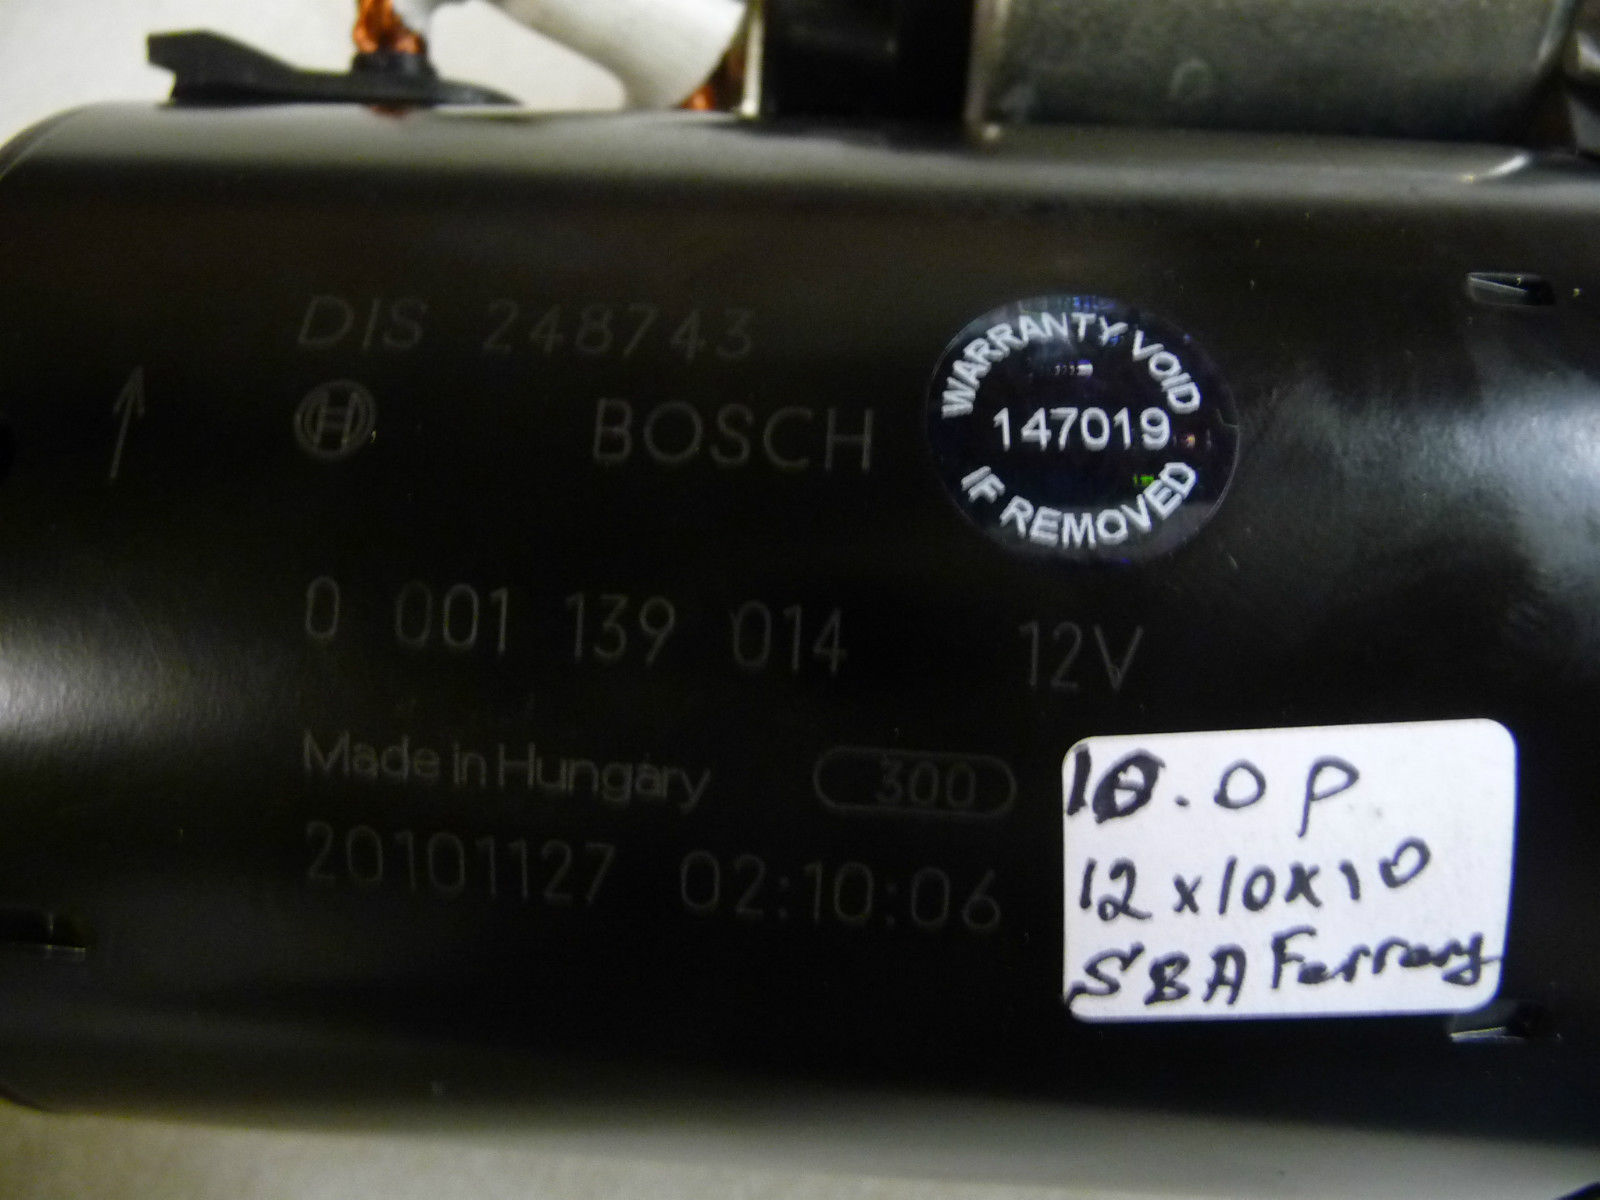 DIS 248743
BOSCH
WARRANTY VOID
147019
IF REMOVED
0 001 139 014 12V
Made in Hungary 300
20101127 02:10:06
10.0 P
12x10x10
SBA Ferrary